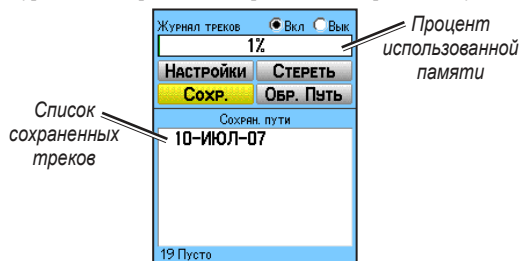 Журнал треков Вкл Вык
1%
Настройки Стереть
Сохр. Обр. Путь
Сохран. пути
10-ИЮЛ-07
19 Пусто
Процент
использованной
памяти
Список
сохраненных
треков